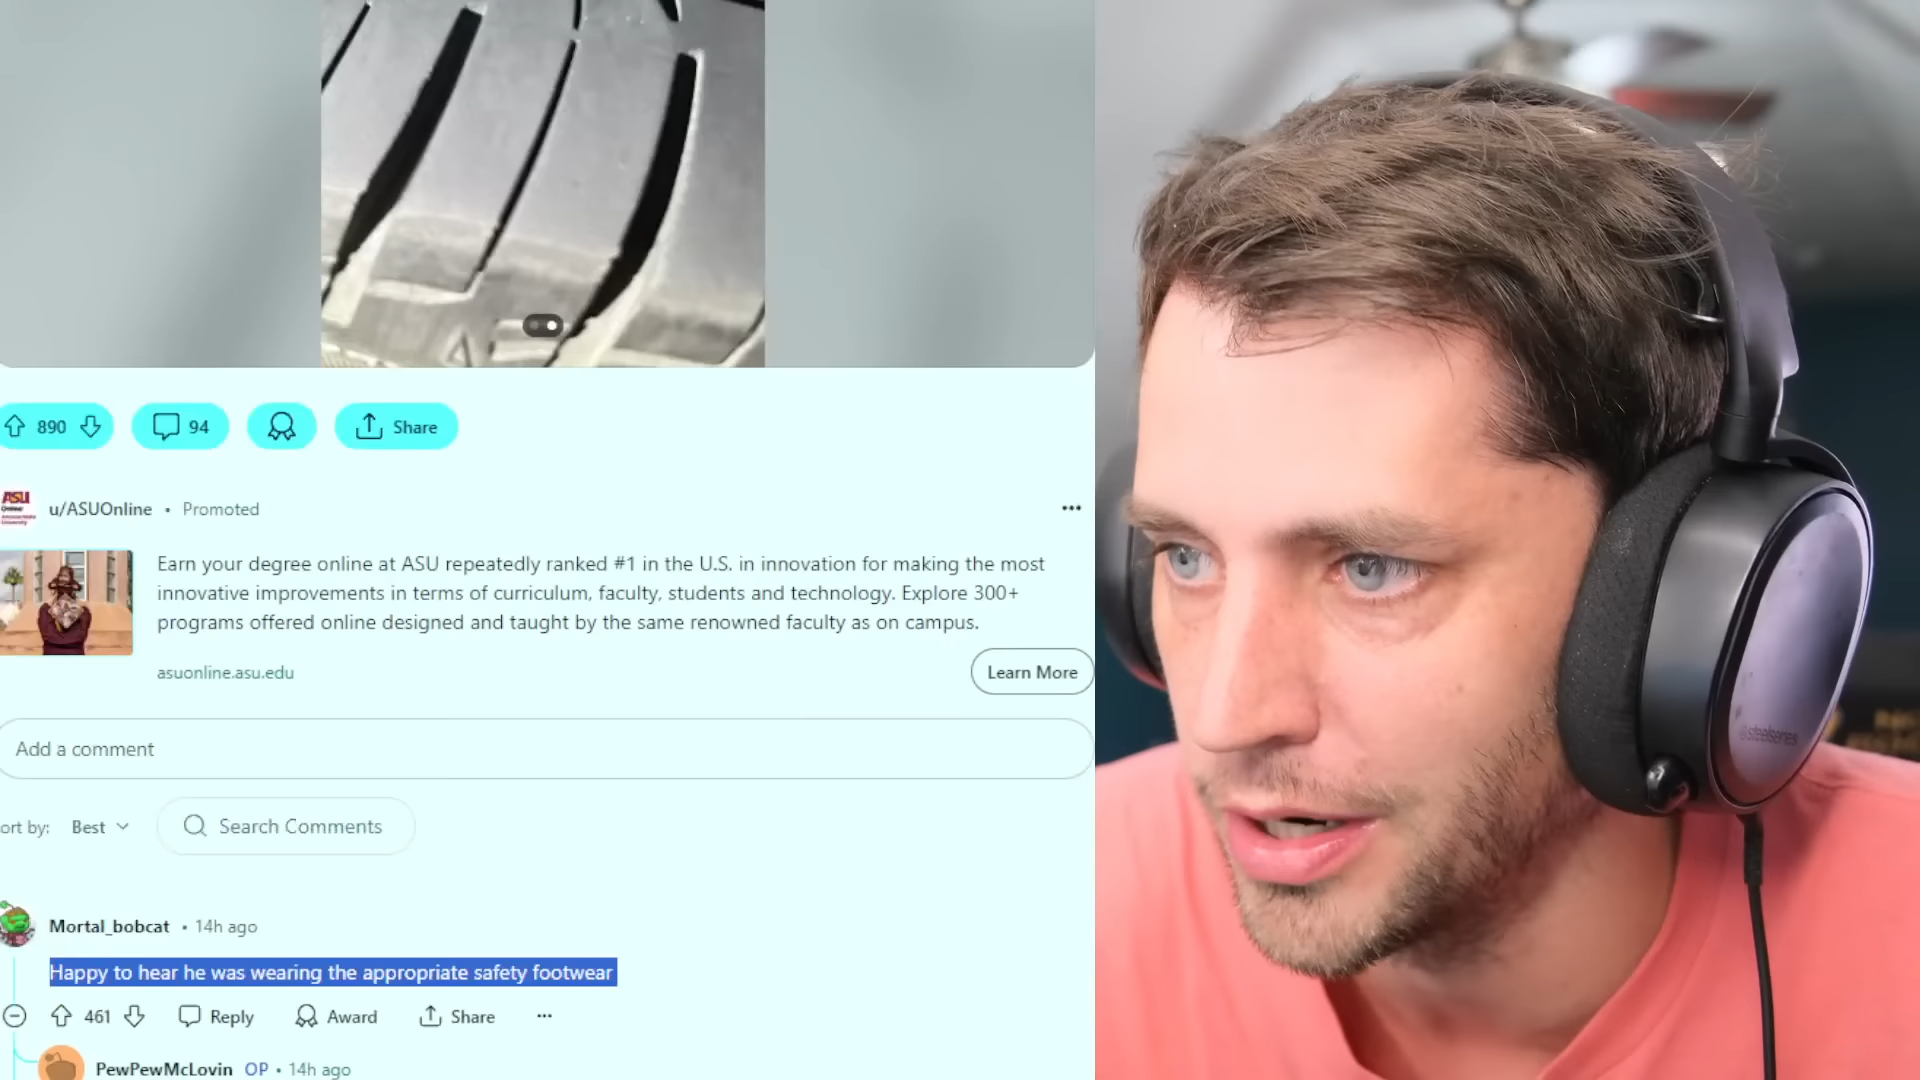 890
94
Share
ASU
u/ASUOnline • Promoted
Earn your degree online at ASU repeatedly ranked #1 in the U.S. in innovation for making the most
innovative improvements in terms of curriculum, faculty, students and technology. Explore 300+
programs offered online designed and taught by the same renowned faculty as on campus.
asuonline.asu.edu
Learn More
Add a comment
ort by: Best
Search Comments
Mortal_bobcat • 14h ago
Happy to hear he was wearing the appropriate safety footwear
461
Reply
Award
Share
PewPewMcLovin OP • 14h ago
steelseries